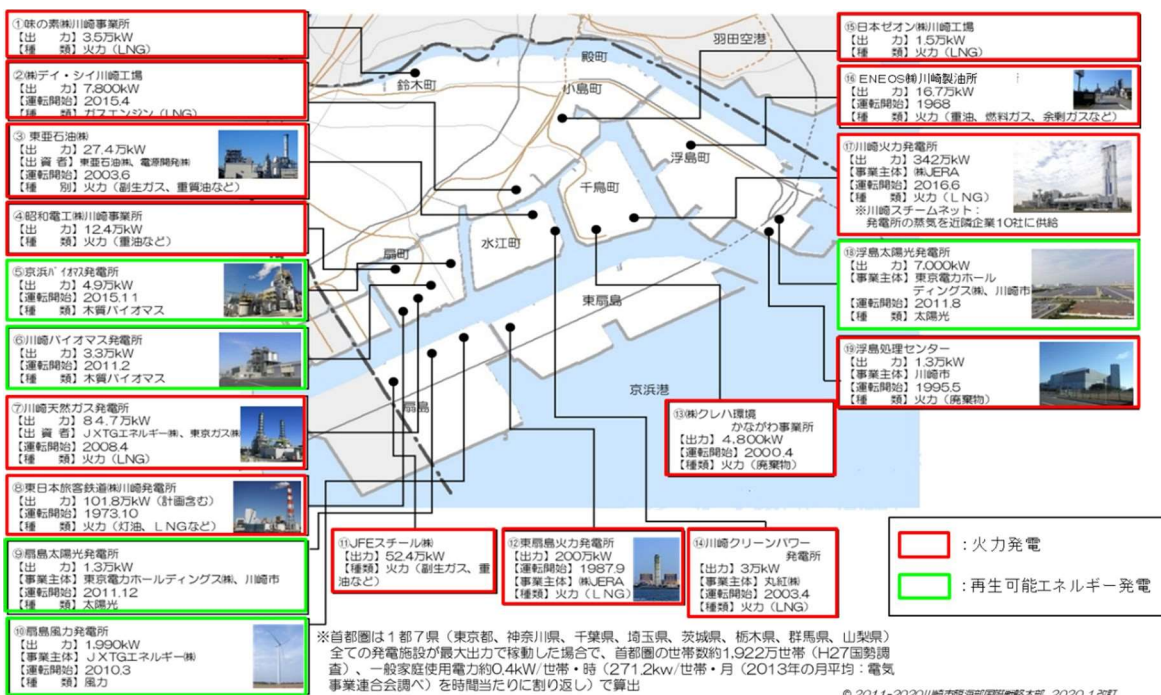 ①味の素㈱川崎事業所
【出　　力】3.5万kW
【種　　類】火力（LNG）
②㈱デイ・シイ川崎工場
【出　　力】7.800kW
【運転開始】2015.4
【種　　類】ガスエンジン（LNG）
③ 東亜石油㈱
【出　　力】27.4万kW
【出 資 者】東亜石油㈱、電源開発㈱
【運転開始】2003.6
【種　　別】火力（副生ガス、重質油など）
④昭和電工㈱川崎事業所
【出　　力】12.4万kW
【種　　類】火力（重油など）
⑤京浜バイオマス発電所
【出　　力】4.9万kW
【運転開始】2015.11
【種　　類】木質バイオマス
⑥川崎バイオマス発電所
【出　　力】3.3万kW
【運転開始】2011.2
【種　　類】木質バイオマス
⑦川崎天然ガス発電所
【出　　力】84.7万kW
【出 資 者】JXTGエネルギー㈱、東京ガス㈱
【運転開始】2008.4
【種　　類】火力（LNG）
⑧東日本旅客鉄道㈱川崎発電所
【出　　力】101.8万kW（計画含む）
【運転開始】1973.10
【種　　類】火力（灯油、LNGなど）
⑨扇島太陽光発電所
【出　　力】1.3万kW
【事業主体】東京電力ホールディングス㈱、川崎市
【運転開始】2011.12
【種　　類】太陽光
⑩扇島風力発電所
【出　　力】1.990kW
【事業主体】JXTGエネルギー㈱
【運転開始】2010.3
【種　　類】風力
羽田空港
殿町
鈴木町
小島町
浮島町
千鳥町
水江町
扇町
東扇島
扇島
京浜港
⑪JFEスチール㈱
【出力】52.4万kW
【種類】火力（副生ガス、重
油など）
⑫東扇島火力発電所
【出力】200万kW
【運転開始】1987.9
【事業主体】㈱JERA
【種類】火力（LNG）
⑬㈱クレハ環境
かながわ事業所
【出力】4.800kW
【運転開始】2000.4
【種類】火力（廃棄物）
⑭川崎クリーンパワー
発電所
【出力】3万kW
【事業主体】丸紅㈱
【運転開始】2003.4
【種類】火力（LNG）
⑮日本ゼオン㈱川崎工場
【出　　力】1.5万kW
【種　　類】火力（LNG）
⑯ ENEOS㈱川崎製油所
【出　　力】16.7万kW
【運転開始】1968
【種　　類】火力（重油、燃料ガス、余剰ガスなど）
⑰川崎火力発電所
【出　　力】342万kW
【事業主体】㈱JERA
【運転開始】2016.6
【種　　類】火力（LNG）
※川崎スチームネット：
発電所の蒸気を近隣企業10社に供給
⑱浮島太陽光発電所
【出　　力】7.000kW
【事業主体】東京電力ホール
ディングス㈱、川崎市
【運転開始】2011.8
【種　　類】太陽光
⑲浮島処理センター
【出　　力】1.3万kW
【事業主体】川崎市
【運転開始】1995.5
【種　　類】火力（廃棄物）
：火力発電
：再生可能エネルギー発電
※首都圏は１都７県（東京都、神奈川県、千葉県、埼玉県、茨城県、栃木県、群馬県、山梨県）
全ての発電施設が最大出力で稼動した場合で、首都圏の世帯数約1,922万世帯（H27国勢調
査）、一般家庭使用電力約0.4kW/世帯・時（271.2kw/世帯・月（2013年の月平均：電気
事業連合会調べ）を時間当たりに割り返し）で算出